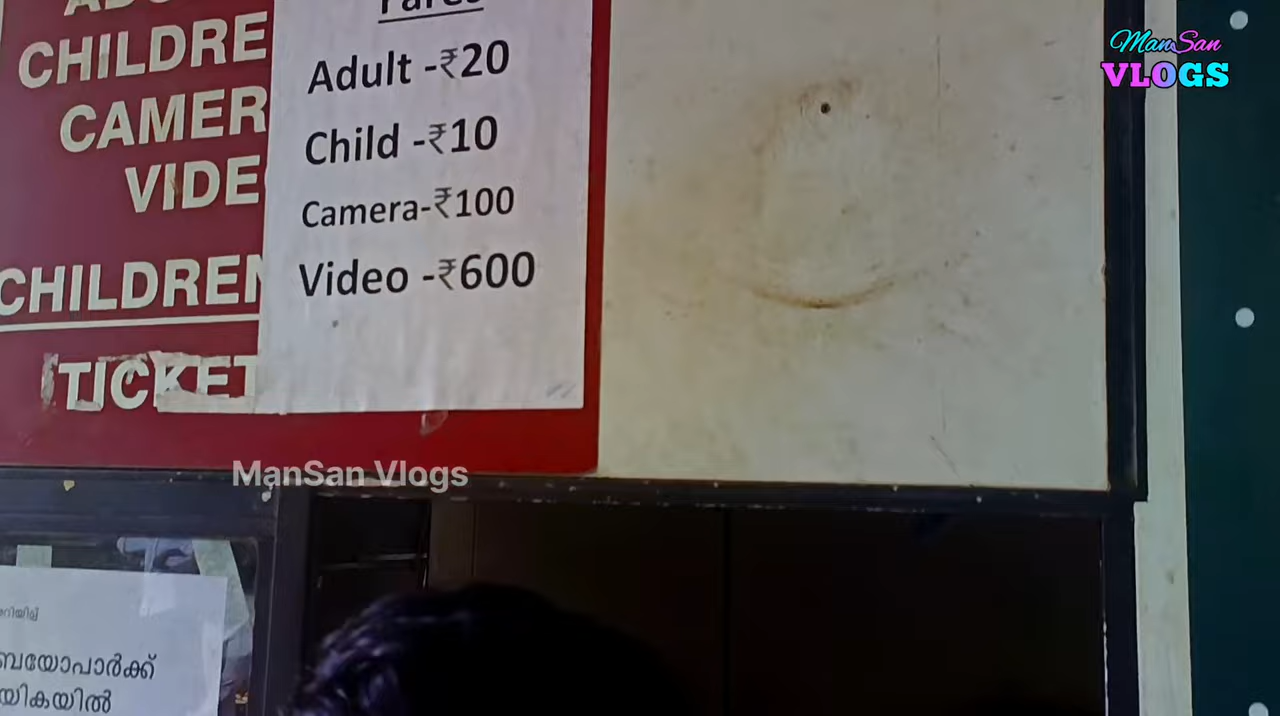 CHILDRE
CAMER
VIDE
CHILDREN
TICKET
Fares
Adult -₹20
Child -₹10
Camera-₹100
Video -₹600
ManSan
VLOGS
ManSan Vlogs
ബയോപാർക്ക്
യികയിൽ